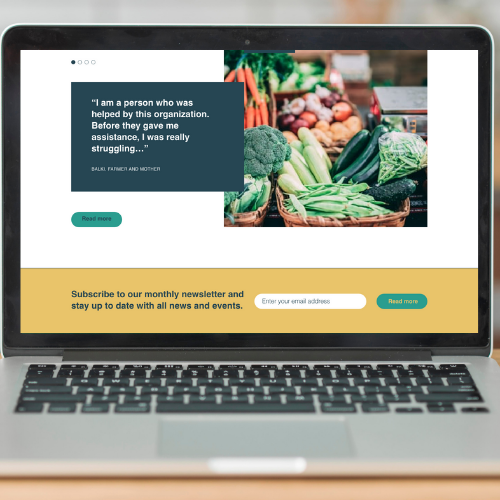 “I am a person who was
helped by this organization.
Before they gave me
assistance, I was really
struggling...”
BALKI, FARMER AND MOTHER
Read more
Subscribe to our monthly newsletter and
stay up to date with all news and events.
Enter your email address
Read more